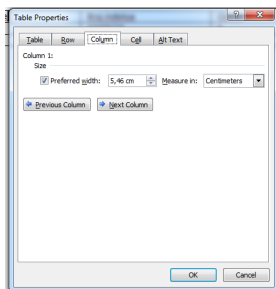 Table Properties
Table Row Column Cell Alt Text
Column 1:
Size
Preferred width: 5,46 cm Measure in: Centimeters
Previous Column Next Column
OK Cancel